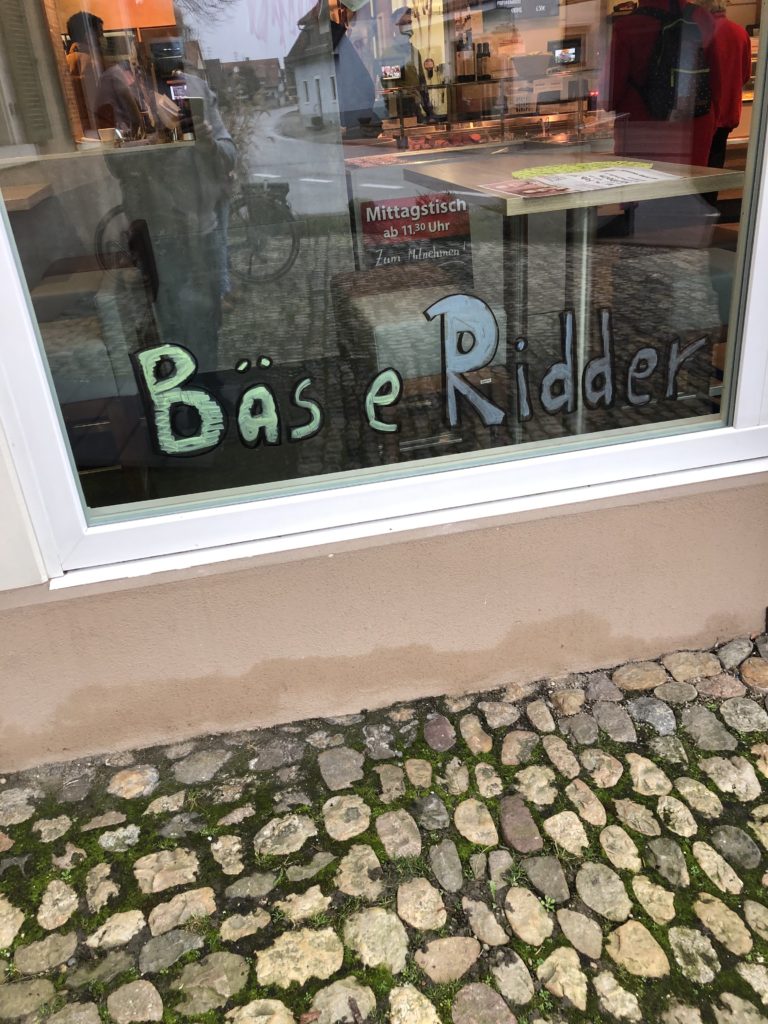 Mittagstisch
ab 11.30 Uhr
Zum Mitnehmen!
Bäs e Ridder